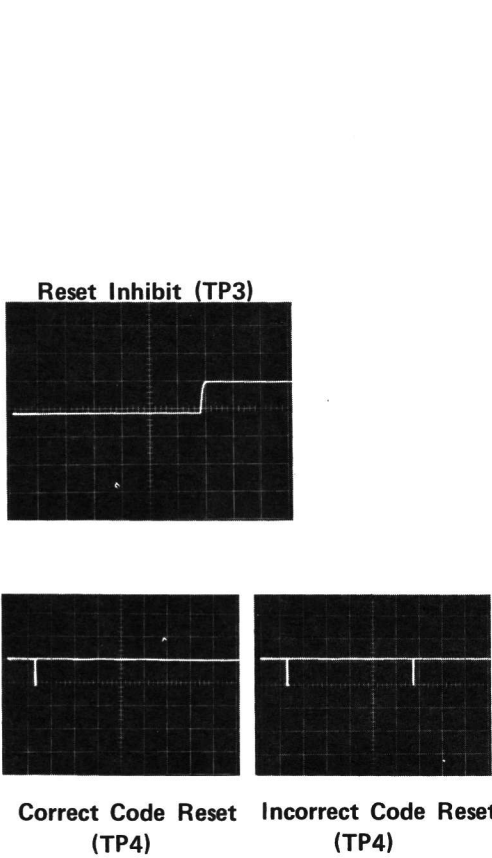 Reset Inhibit (TP3)
Correct Code Reset
(TP4)
Incorrect Code Reset
(TP4)